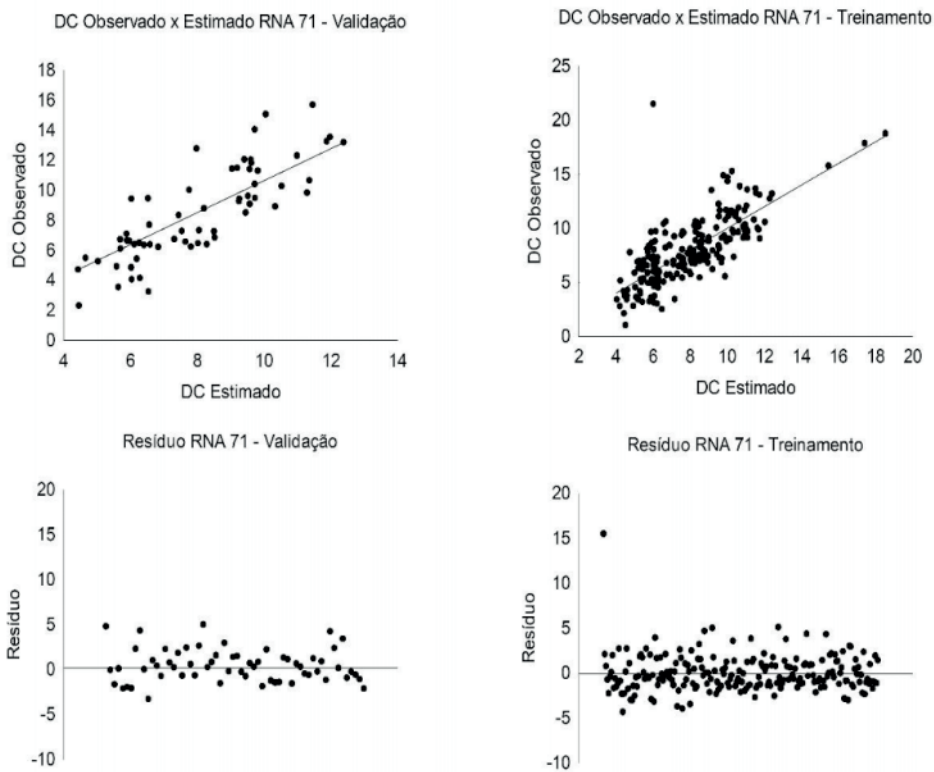 DC Observado x Estimado RNA 71 - Validação
18
16
14
12
10
8
6
4
2
0
DC Observado
4 6 8 10 12 14
DC Estimado
DC Observado x Estimado RNA 71 - Treinamento
25
20
15
10
5
0
DC Observado
2 4 6 8 10 12 14 16 18 20
DC Estimado
Resíduo RNA 71 - Validação
20
15
10
5
0
-5
-10
Resíduo
Resíduo RNA 71 - Treinamento
20
15
10
5
0
-5
-10
Resíduo